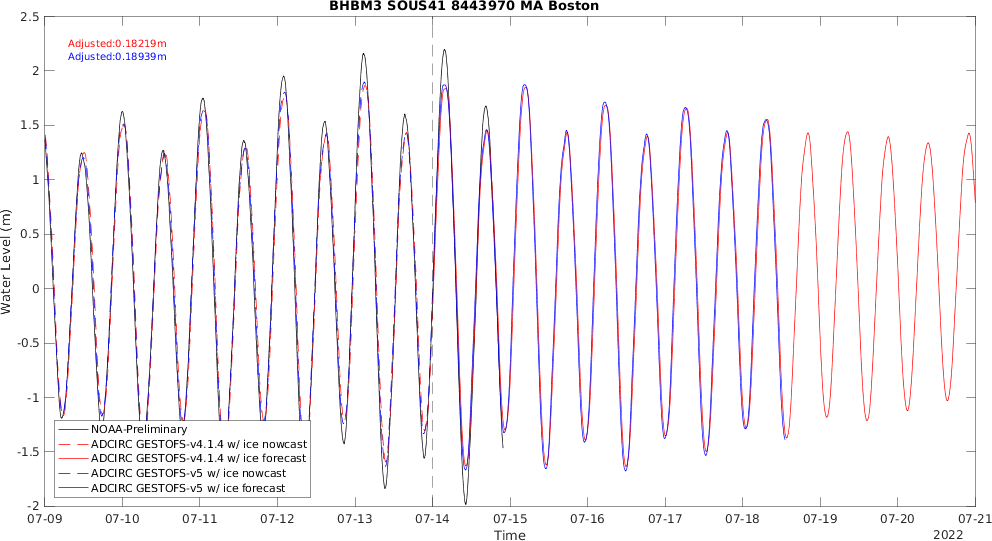 BHBM3 SOUS41 8443970 MA Boston
Adjusted:0.18219m
Adjusted:0.18939m
2.5
2
1.5
1
0.5
0
-0.5
-1
-1.5
-2
Water Level (m)
NOAA-Preliminary
ADCIRC GESTOFS-v4.1.4 w/ ice nowcast
ADCIRC GESTOFS-v4.1.4 w/ ice forecast
ADCIRC GESTOFS-v5 w/ ice nowcast
ADCIRC GESTOFS-v5 w/ ice forecast
07-09 07-10 07-11 07-12 07-13 07-14 07-15 07-16 07-17 07-18 07-19 07-20 07-21
Time
2022